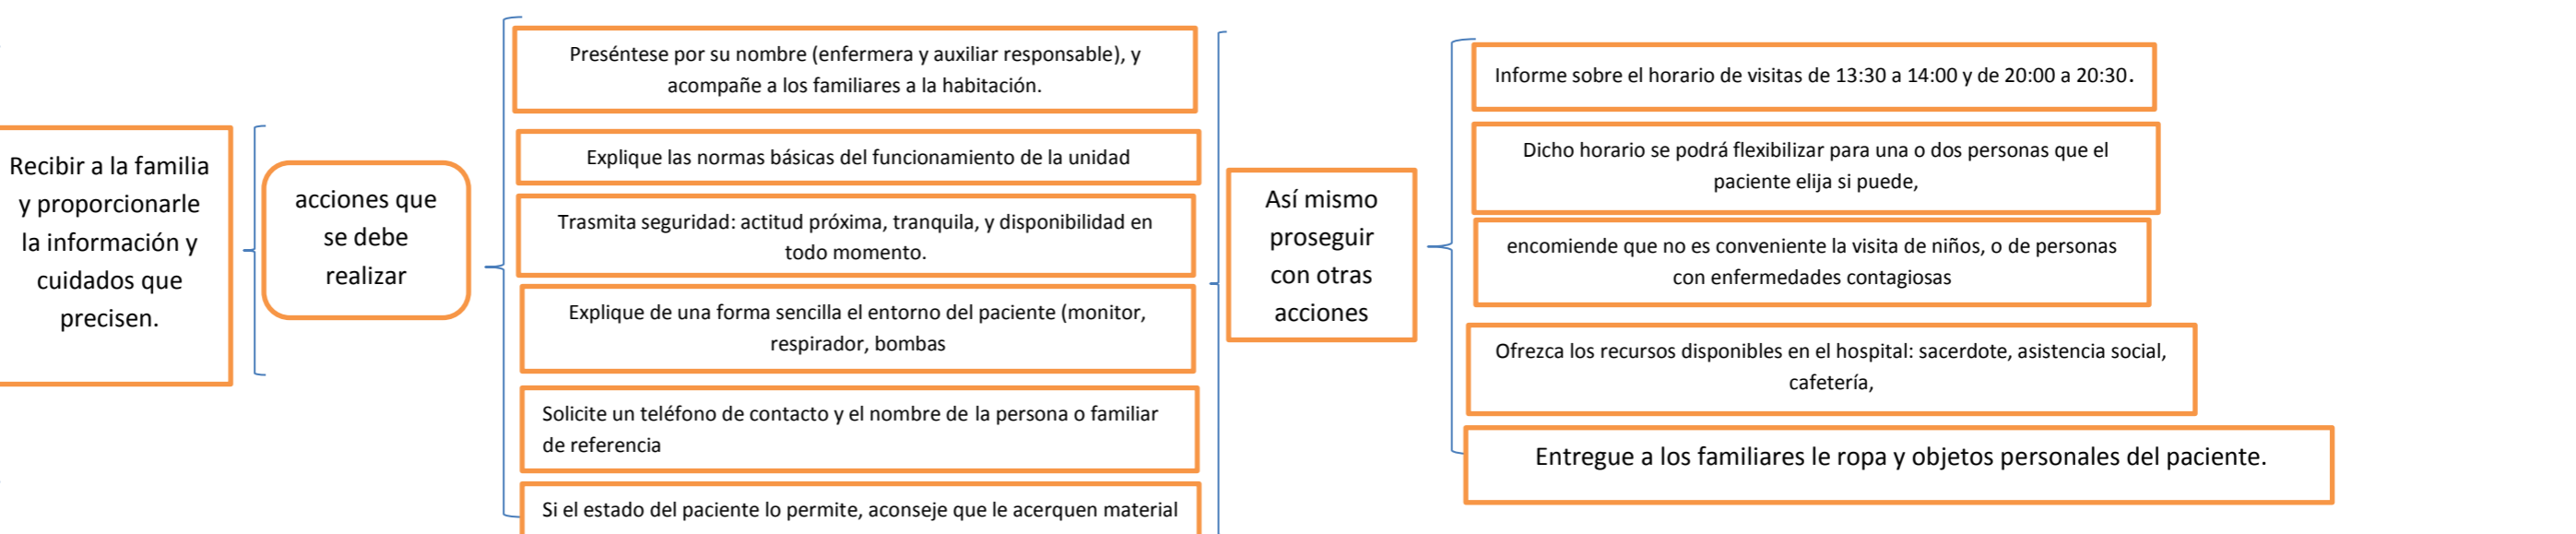 Recibir a la familia
y proporcionarle
la información y
cuidados que
precisen.
acciones que
se debe
realizar
Preséntese por su nombre (enfermera y auxiliar responsable), y
acompañe a los familiares a la habitación.
Explique las normas básicas del funcionamiento de la unidad
Trasmita seguridad: actitud próxima, tranquila, y disponibilidad en
todo momento.
Explique de una forma sencilla el entorno del paciente (monitor,
respirador, bombas
Solicite un teléfono de contacto y el nombre de la persona o familiar
de referencia
Si el estado del paciente lo permite, aconseje que le acerquen material
Así mismo
proseguir
con otras
acciones
Informe sobre el horario de visitas de 13:30 a 14:00 y de 20:00 a 20:30.
Dicho horario se podrá flexibilizar para una o dos personas que el
paciente elija si puede,
encomiende que no es conveniente la visita de niños, o de personas
con enfermedades contagiosas
Ofrezca los recursos disponibles en el hospital: sacerdote, asistencia social,
cafetería,
Entregue a los familiares le ropa y objetos personales del paciente.